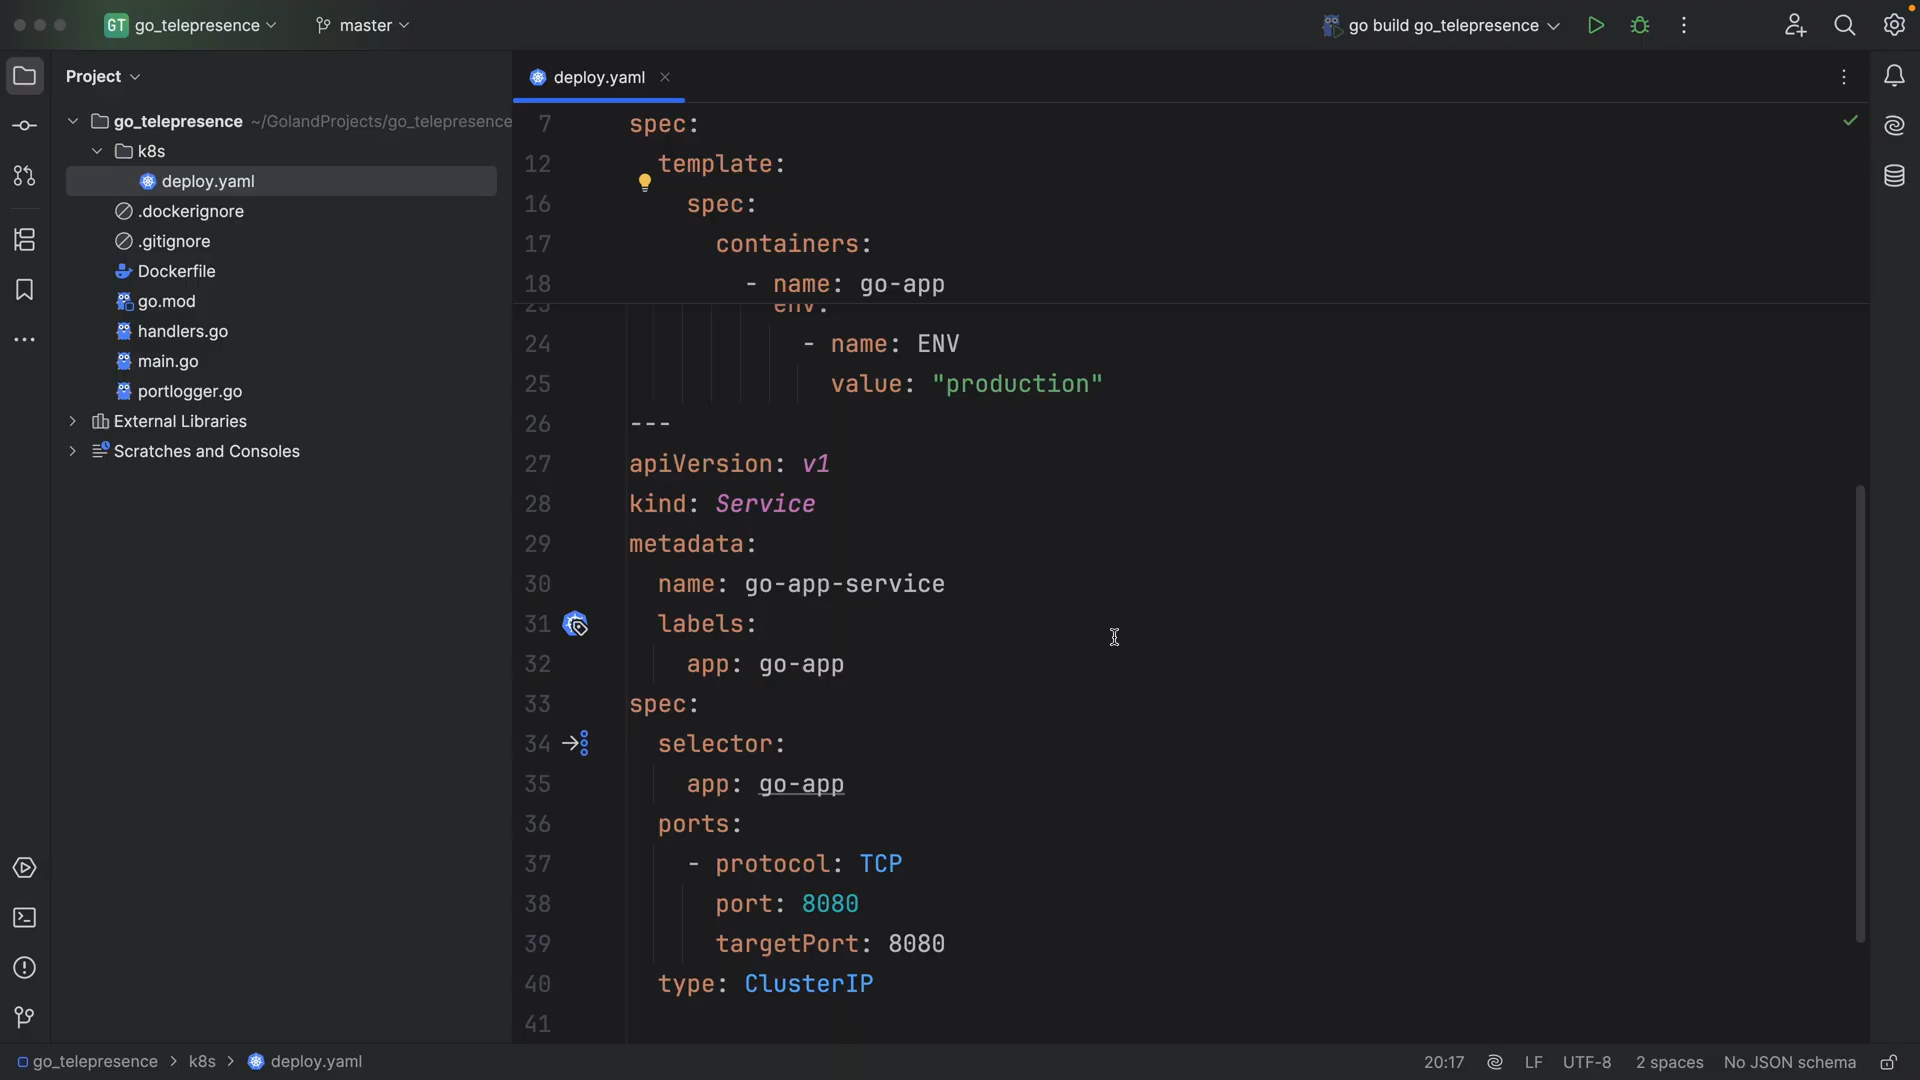 GT go_telepresence
master
go build go_telepresence
Project
go_telepresence ~/GolandProjects/go_telepresence
k8s
deploy.yaml
.dockerignore
.gitignore
Dockerfile
go.mod
handlers.go
main.go
portlogger.go
External Libraries
Scratches and Consoles
deploy.yaml
7 spec:
12 template:
16 spec:
17 containers:
18 - name: go-app
23 env:
24 - name: ENV
25 value: "production"
26 ---
27 apiVersion: v1
28 kind: Service
29 metadata:
30 name: go-app-service
31 labels:
32 app: go-app
33 spec:
34 selector:
35 app: go-app
36 ports:
37 - protocol: TCP
38 port: 8080
39 targetPort: 8080
40 type: ClusterIP
41
go_telepresence > k8s > deploy.yaml
20:17 LF UTF-8 2 spaces No JSON schema